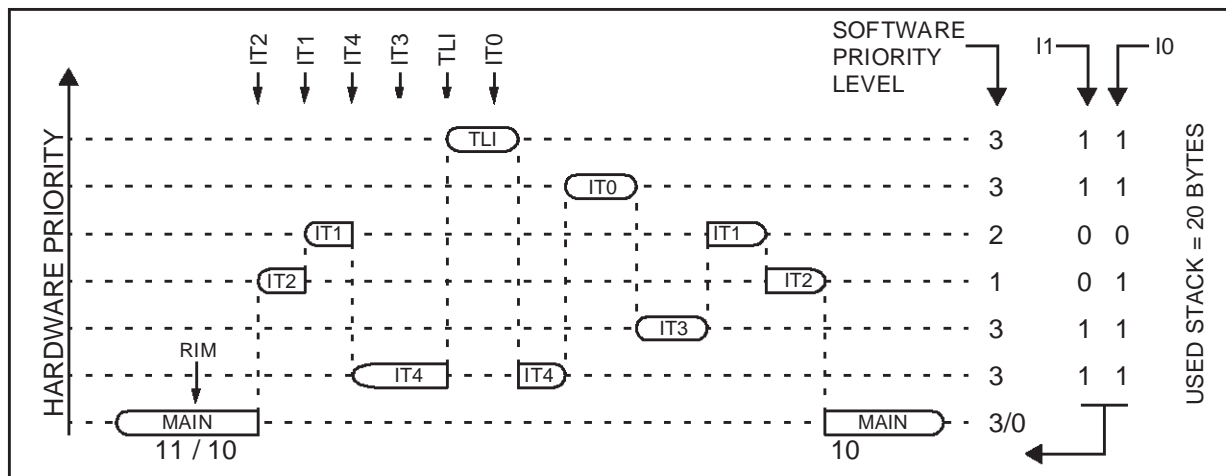 IT2
IT1
IT4
IT3
TLI
IT0
SOFTWARE
PRIORITY
LEVEL
I1
I0
HARDWARE PRIORITY
TLI
3
1 1
IT0
3
1 1
IT1
IT1
2
0 0
IT2
IT2
1
0 1
IT3
3
1 1
RIM
IT4
IT4
3
1 1
MAIN
MAIN
3/0
11 / 10
10
USED STACK = 20 BYTES